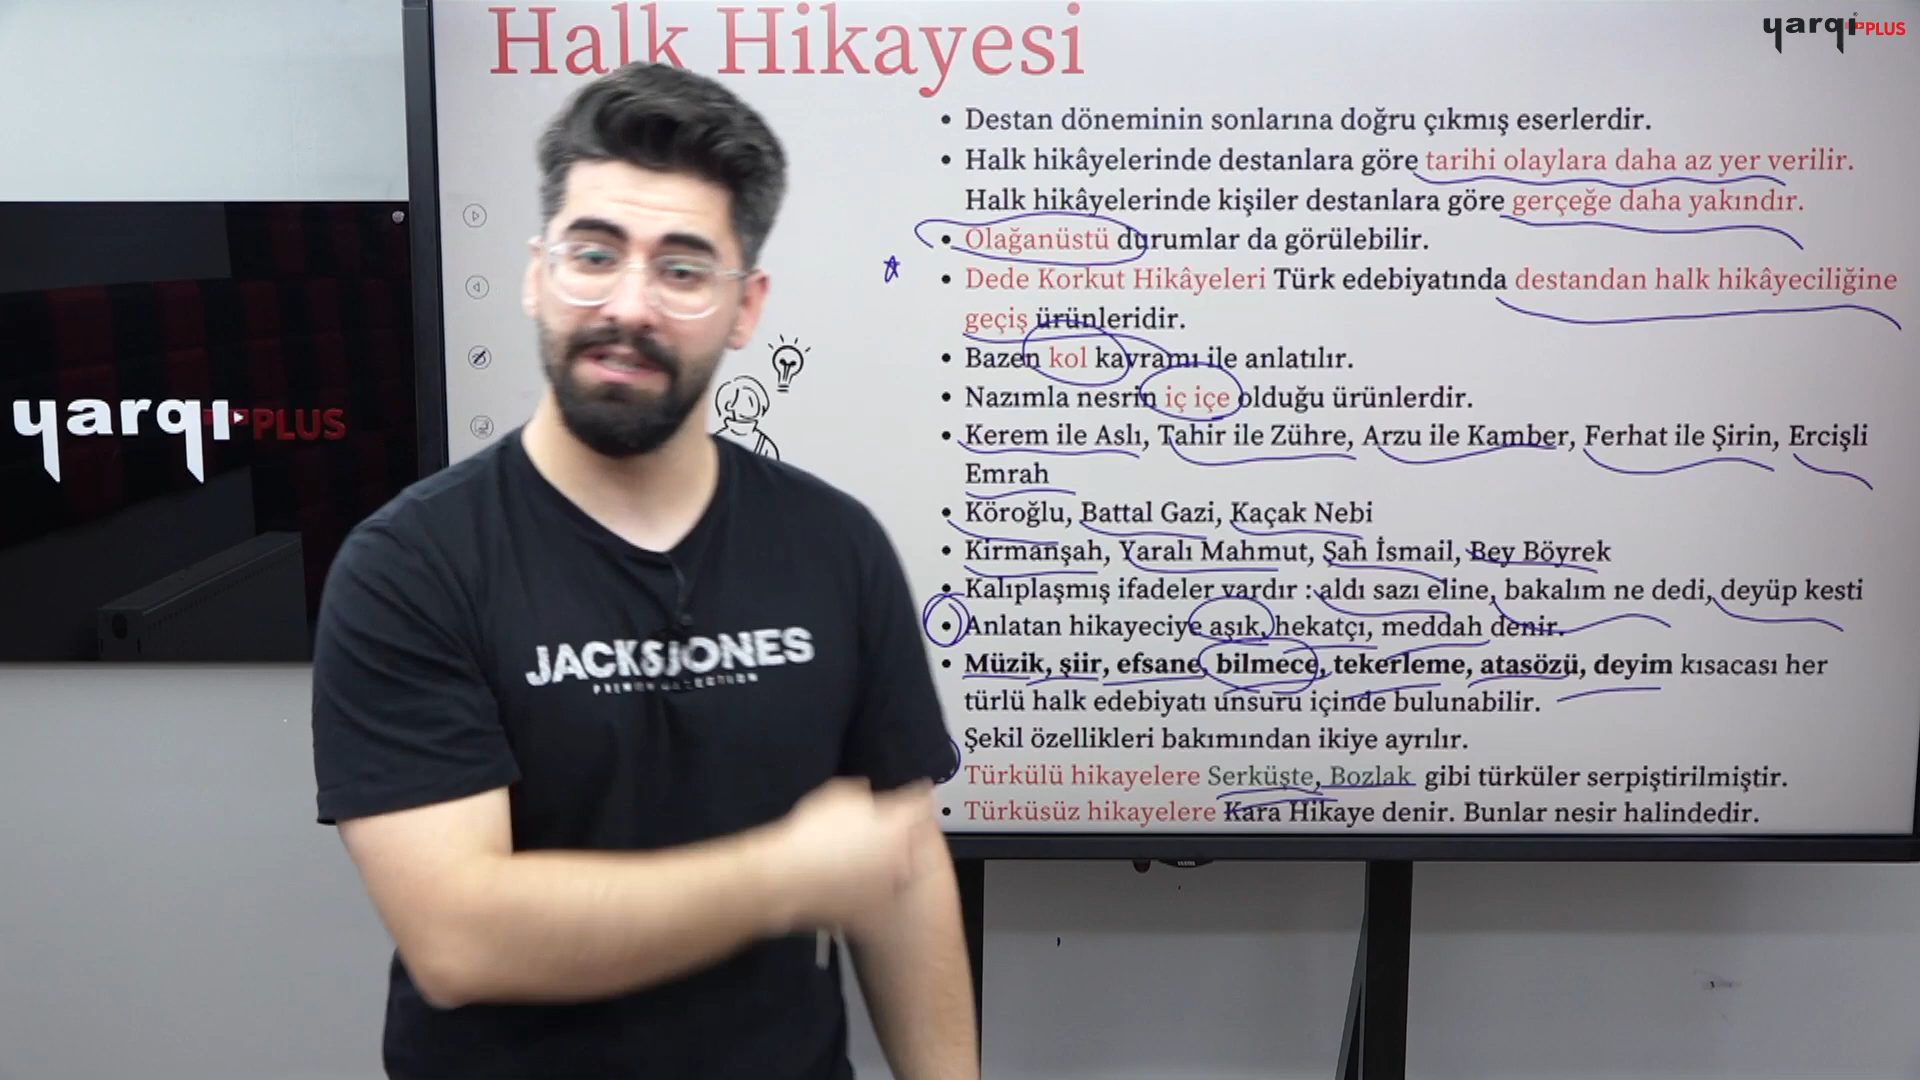 Halk Hikayesi
yarqı PLUS
• Destan döneminin sonlarına doğru çıkmış eserlerdir.
• Halk hikâyelerinde destanlara göre tarihi olaylara daha az yer verilir.
Halk hikâyelerinde kişiler destanlara göre gerçeğe daha yakındır.
• Olağanüstü durumlar da görülebilir.
• Dede Korkut Hikâyeleri Türk edebiyatında destandan halk hikâyeciliğine
geçiş ürünleridir.
• Bazen kol kavramı ile anlatılır.
• Nazımla nesrin iç içe olduğu ürünlerdir.
• Kerem ile Aslı, Tahir ile Zühre, Arzu ile Kamber, Ferhat ile Şirin, Ercişli
Emrah
• Köroğlu, Battal Gazi, Kaçak Nebi
• Kirmanşah, Yaralı Mahmut, Şah İsmail, Bey Böyrek
• Kalıplaşmış ifadeler vardır : aldı sazı eline, bakalım ne dedi, deyüp kesti
• Anlatan hikayeciye aşık, hekatçı, meddah denir.
• Müzik, şiir, efsane, bilmece, tekerleme, atasözü, deyim kısacası her
türlü halk edebiyatı unsuru içinde bulunabilir.
Şekil özellikleri bakımından ikiye ayrılır.
Türkülü hikayelere Serküşte, Bozlak gibi türküler serpiştirilmiştir.
• Türküsüz hikayelere Kara Hikaye denir. Bunlar nesir halindedir.
yarqı PLUS
JACK&JONES
PREMIUM COLLECTION